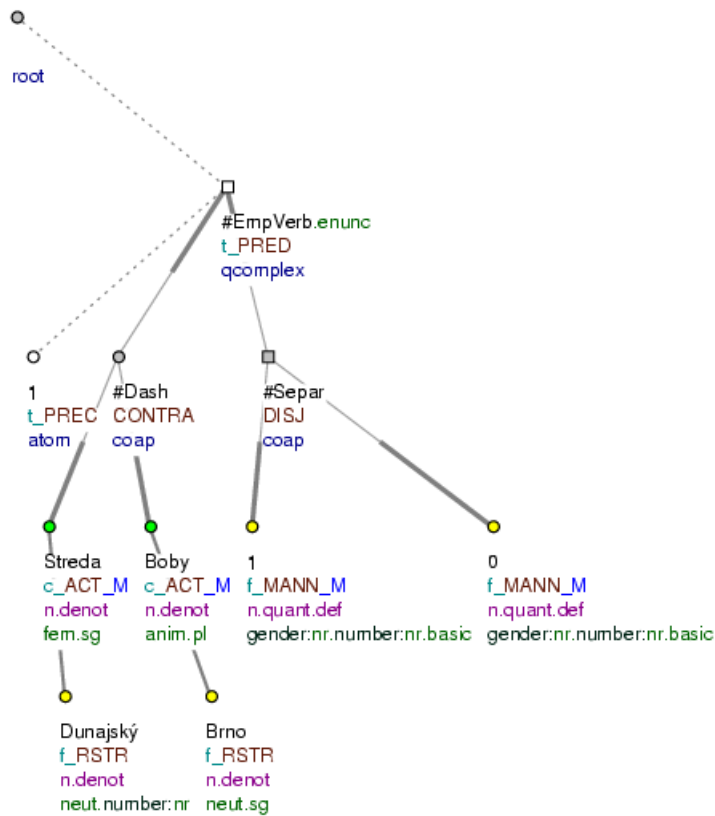 root
#EmpVerb.enunc
t_PRED
qcomplex
1
t_PREC
atom
#Dash
CONTRA
coap
#Separ
DISJ
coap
Streda
c_ACT_M
n.denot
fem.sg
Boby
c_ACT_M
n.denot
anim.pl
1
f_MANN_M
n.quant.def
gender:nr.number:nr.basic
0
f_MANN_M
n.quant.def
gender:nr.number:nr.basic
Dunajský
f_RSTR
n.denot
neut.number:nr
Brno
f_RSTR
n.denot
neut.sg